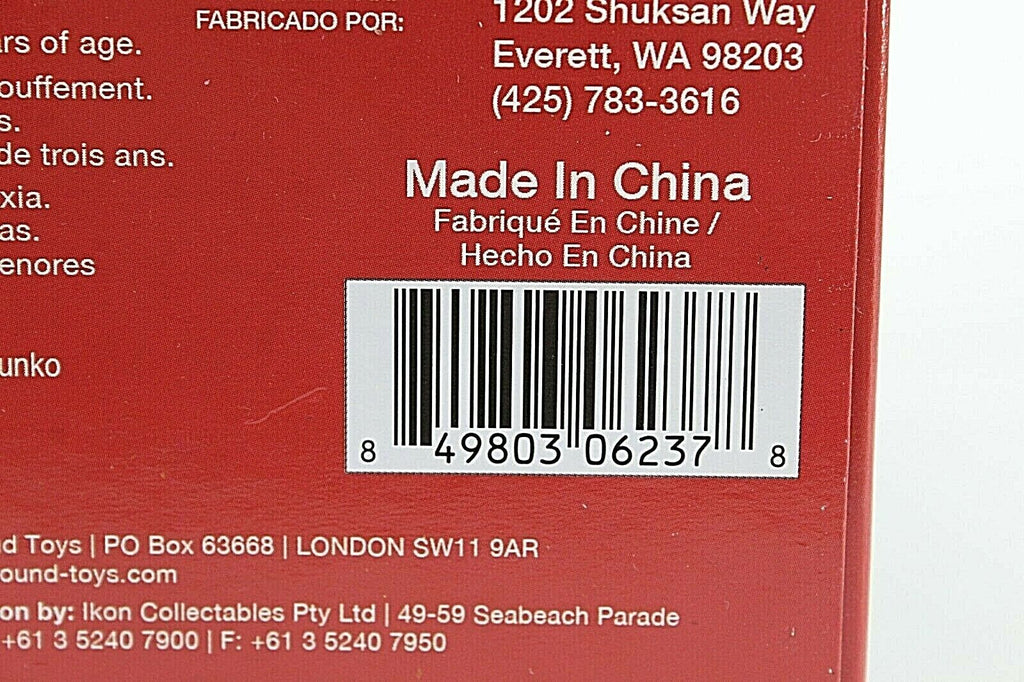 FABRICADO POR:
1202 Shuksan Way
Everett, WA 98203
(425) 783-3616
rs of age.
ouffement.
s.
de trois ans.
xia.
as.
enores
Made In China
Fabriqué En Chine /
Hecho En China
unko
8 49803 06237 8
d Toys | PO Box 63668 | LONDON SW11 9AR
ound-toys.com
on by: Ikon Collectables Pty Ltd | 49-59 Seabeach Parade
+61 3 5240 7900 | F: +61 3 5240 7950